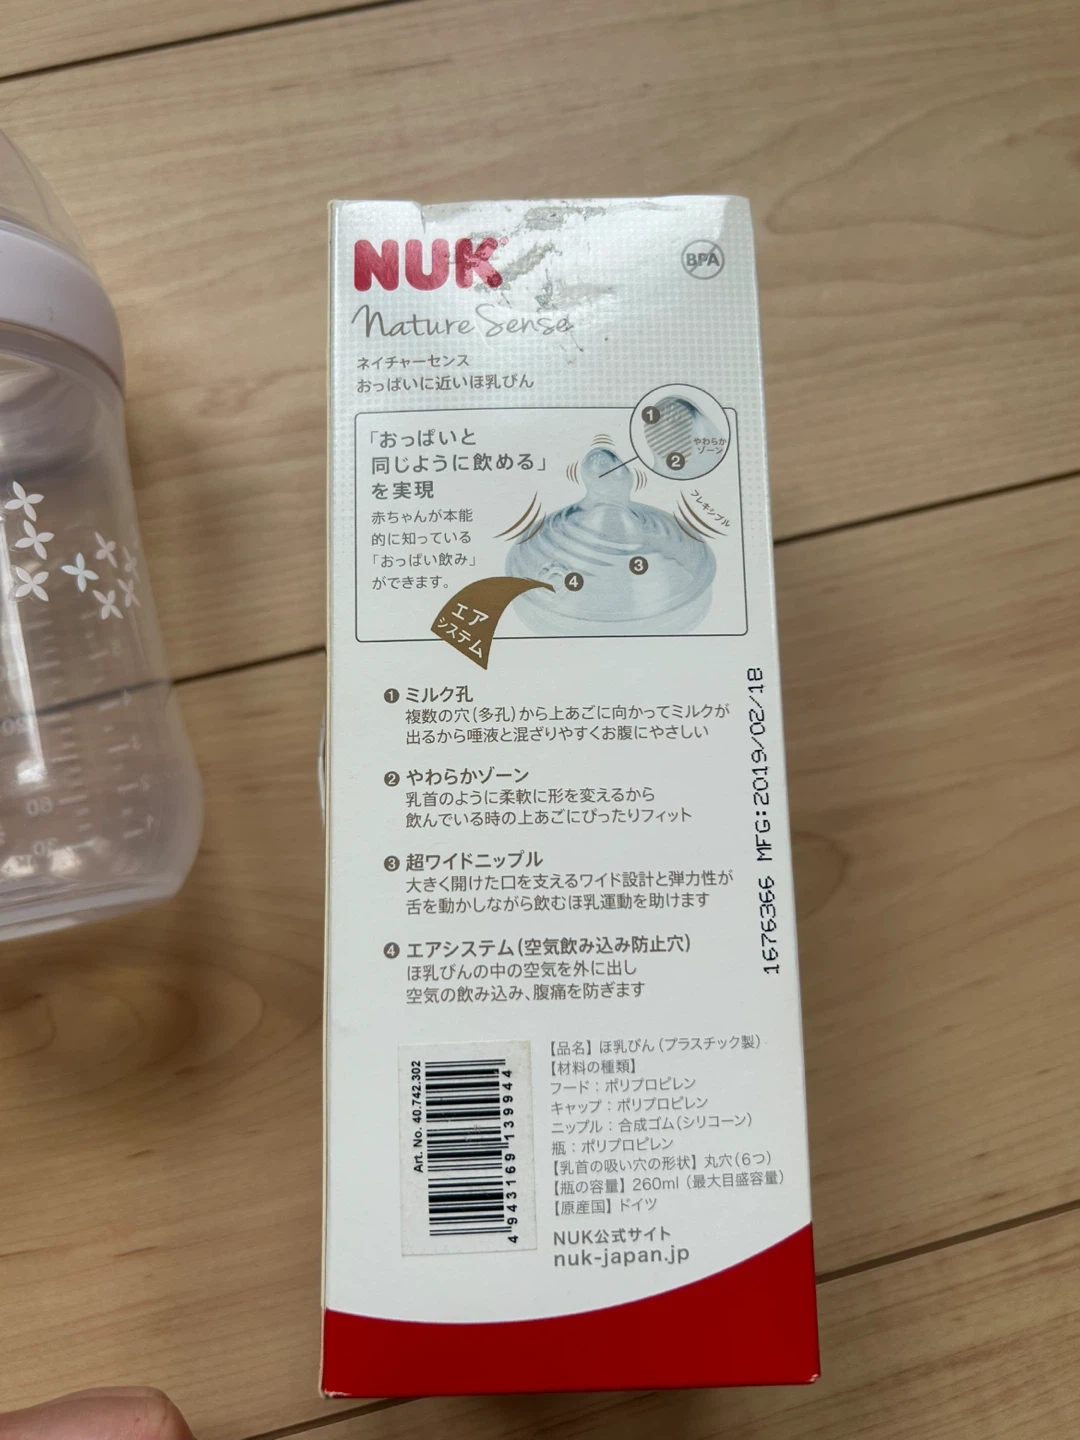 NUK®
Nature Sense
ネイチャーセンス
おっぱいに近いほ乳びん
BPA
「おっぱいと
同じように飲める」
を実現
赤ちゃんが本能
的に知っている
「おっぱい飲み」
ができます。
1
やわらか
ゾーン
2
フレキシブル
3
4
エア
システム
1 ミルク孔
複数の穴(多孔)から上あごに向かってミルクが
出るから唾液と混ざりやすくお腹にやさしい
2 やわらかゾーン
乳首のように柔軟に形を変えるから
飲んでいる時の上あごにぴったりフィット
3 超ワイドニップル
大きく開けた口を支えるワイド設計と弾力性が
舌を動かしながら飲むほ乳運動を助けます
4 エアシステム(空気飲み込み防止穴)
ほ乳びんの中の空気を外に出し
空気の飲み込み、腹痛を防ぎます
1676366 MFG:2019/02/18
Art. No. 40.742.302
4 943169 139944
【品名】ほ乳びん(プラスチック製)
【材料の種類】
フード：ポリプロピレン
キャップ：ポリプロピレン
ニップル：合成ゴム(シリコーン)
瓶：ポリプロピレン
【乳首の吸い穴の形状】丸穴(6つ)
【瓶の容量】260ml(最大目盛容量)
【原産国】ドイツ
NUK公式サイト
nuk-japan.jp